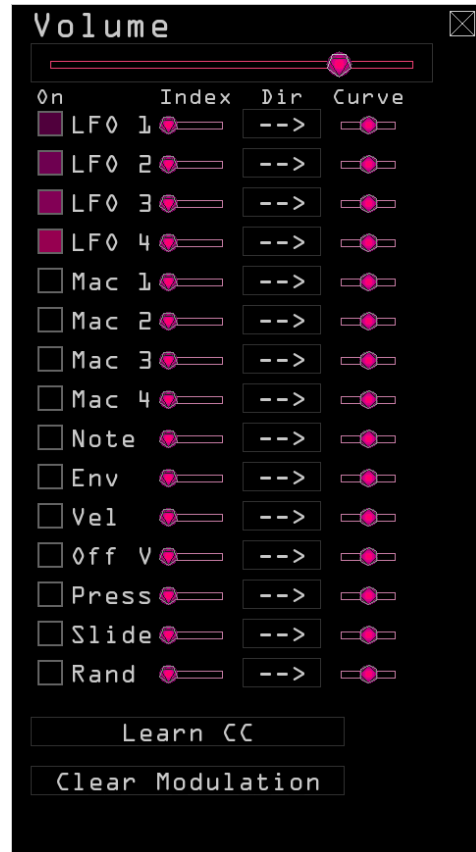 Volume
On Index Dir Curve
LFO 1 -->
LFO 2 -->
LFO 3 -->
LFO 4 -->
Mac 1 -->
Mac 2 -->
Mac 3 -->
Mac 4 -->
Note -->
Env -->
Vel -->
Off V -->
Press -->
Slide -->
Rand -->
Learn CC
Clear Modulation